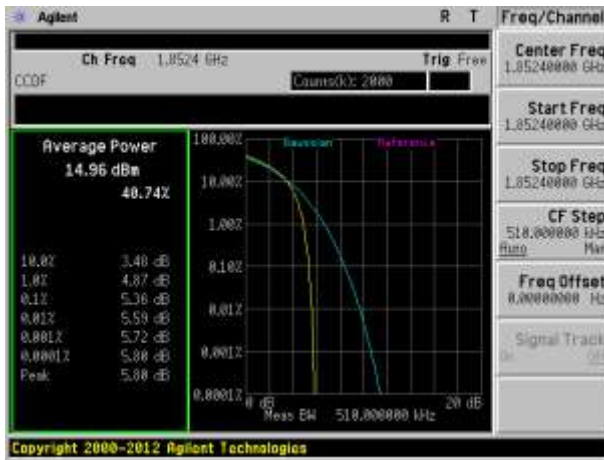 Agilent
R T
Freq/Channel
Ch Freq 1.8524 GHz
Trig Free
CCDF
Counts(k): 2000
Center Freq
1.85240000 GHz
Start Freq
1.85240000 GHz
Stop Freq
1.85240000 GHz
CF Step
510.000000 kHz
Auto Man
Freq Offset
0.00000000 Hz
Signal Track
On Off
Average Power
14.96 dBm
40.74%
10.0% 3.48 dB
1.0% 4.87 dB
0.1% 5.36 dB
0.01% 5.59 dB
0.001% 5.72 dB
0.0001% 5.80 dB
Peak 5.80 dB
100.00%
Gaussian
Reference
10.00%
1.00%
0.10%
0.01%
0.001%
0.0001%
0 dB
20 dB
Meas BW 510.000000 kHz
Copyright 2000-2012 Agilent Technologies